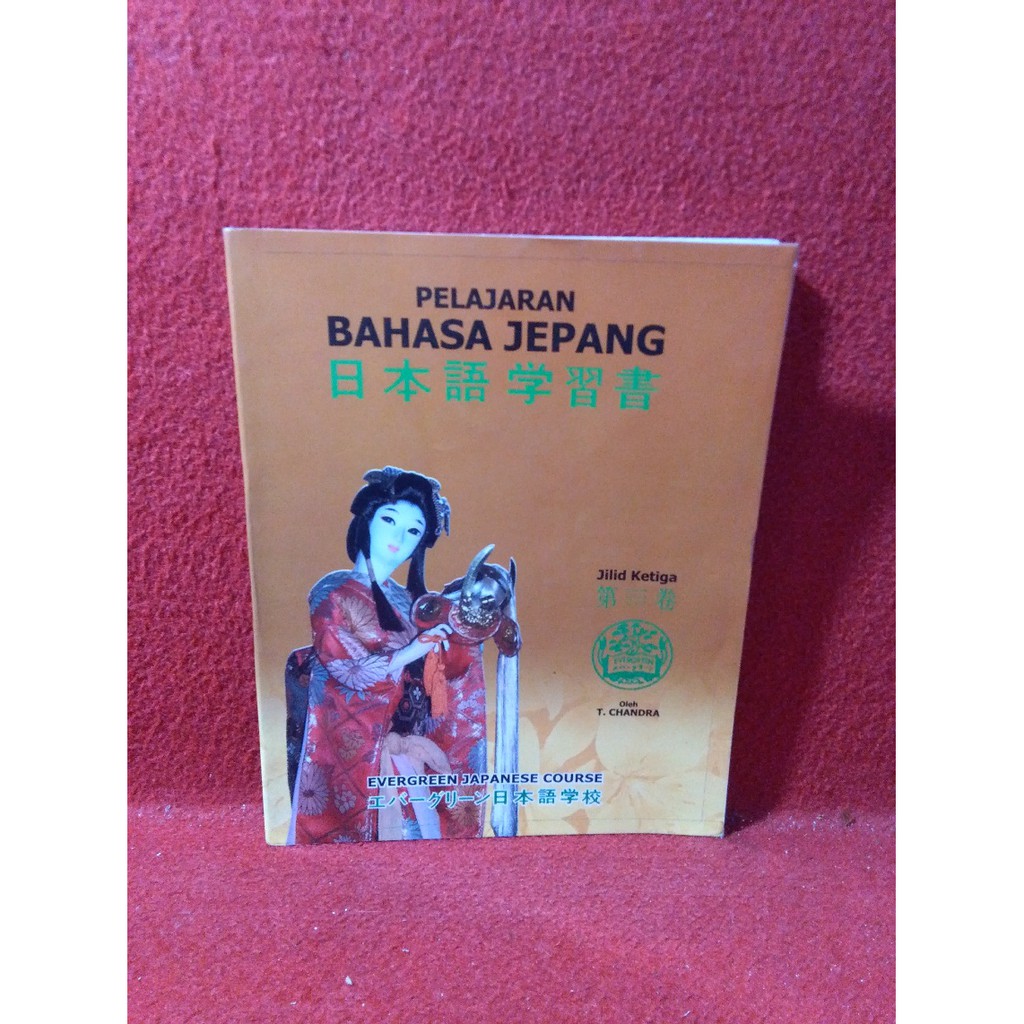 PELAJARAN
BAHASA JEPANG
日本語学習書
Jilid Ketiga
第三巻
EVERGREEN
Oleh
T. CHANDRA
EVERGREEN JAPANESE COURSE
エバーグリーン日本語学校